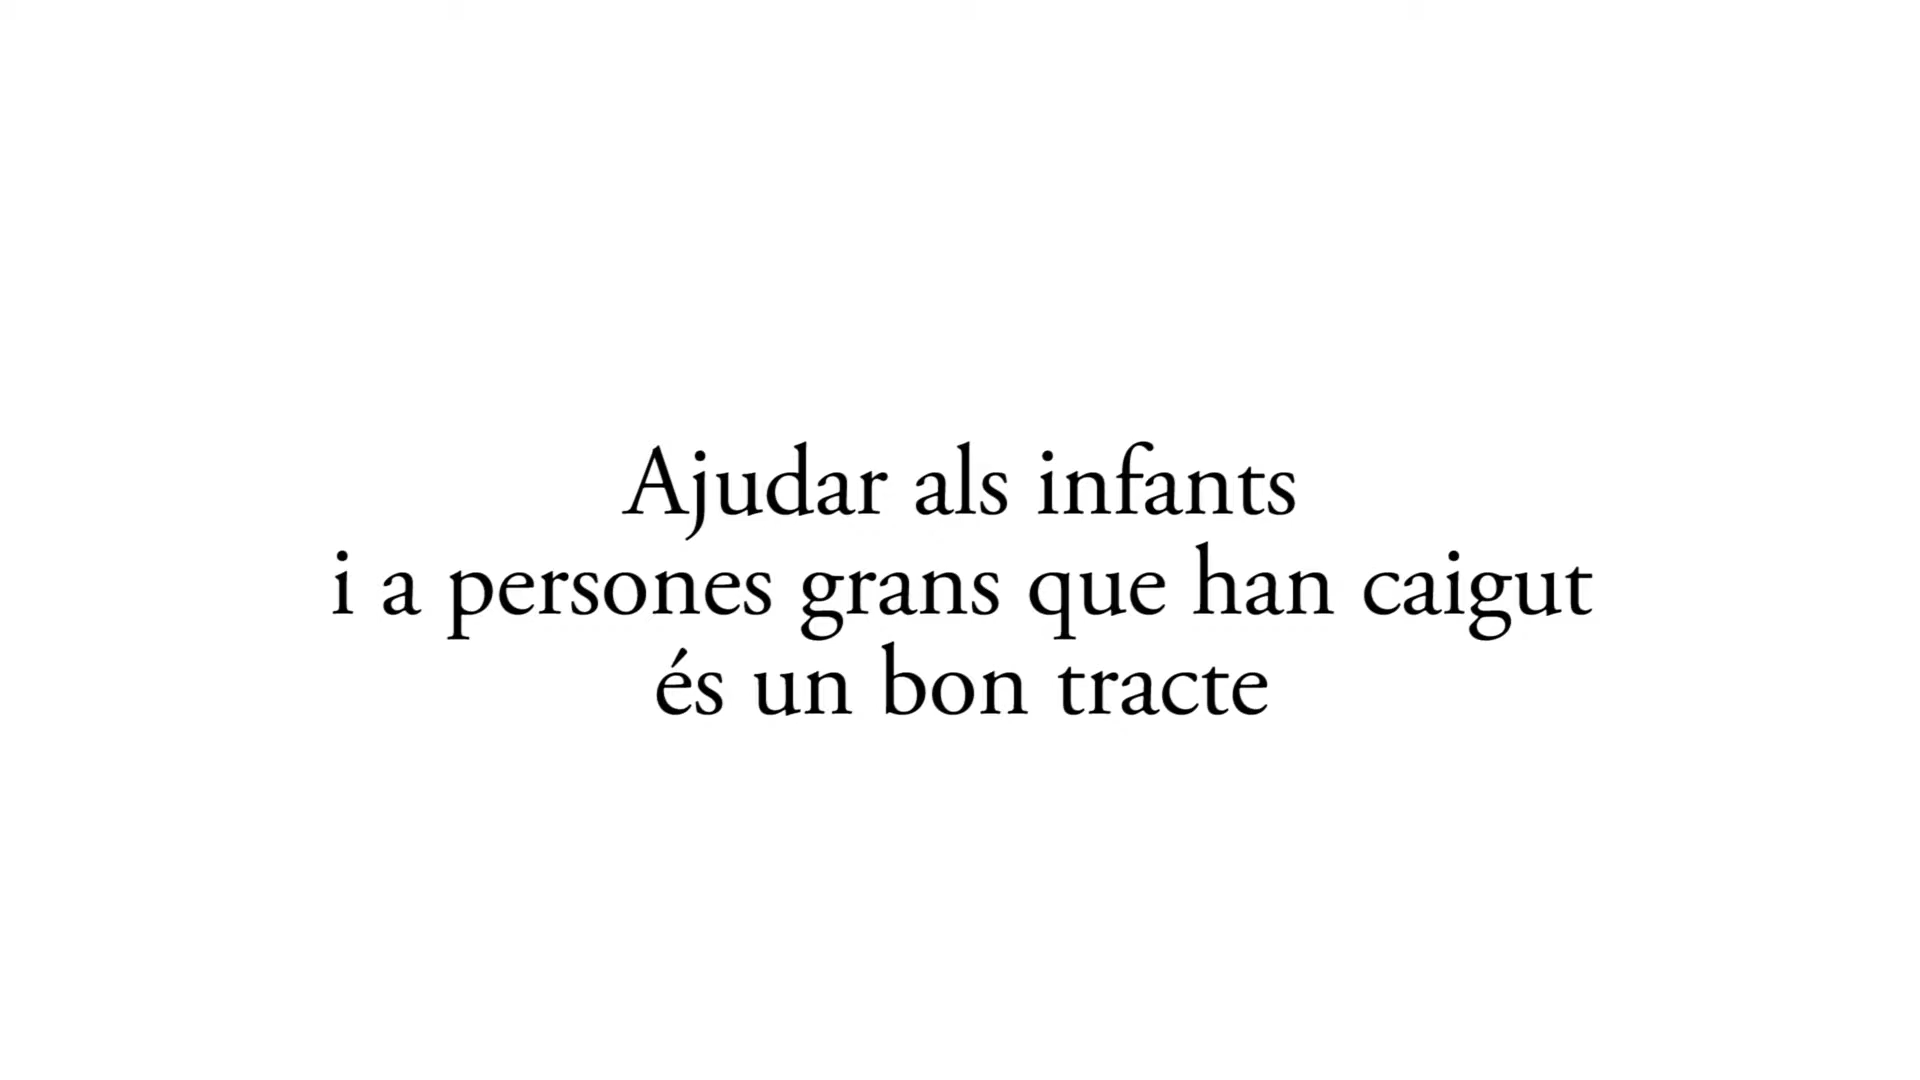 Ajudar als infants
i a persones grans que han caigut
és un bon tracte